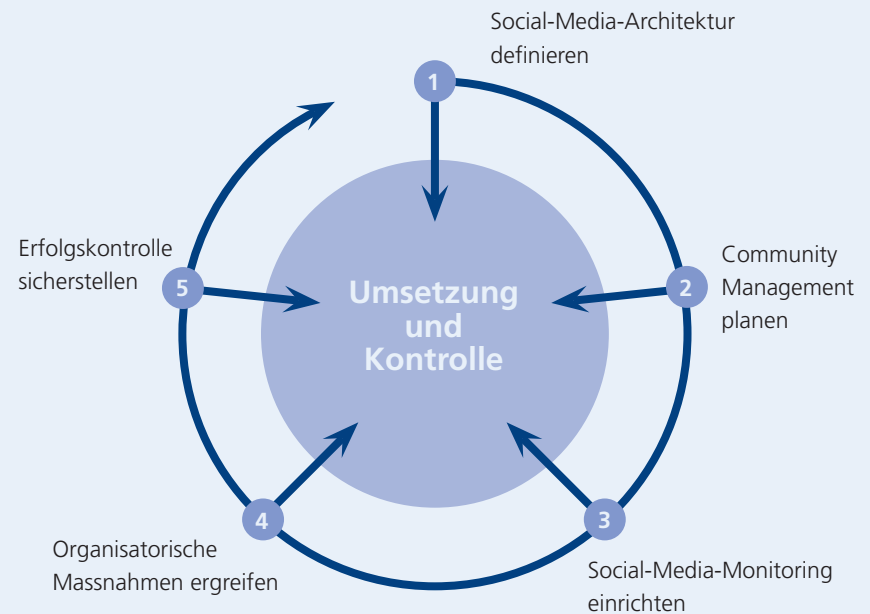 Social-Media-Architektur
definieren
1
Community
Management
planen
2
Social-Media-Monitoring
einrichten
3
Organisatorische
Massnahmen ergreifen
4
Erfolgskontrolle
sicherstellen
5
Umsetzung
und
Kontrolle